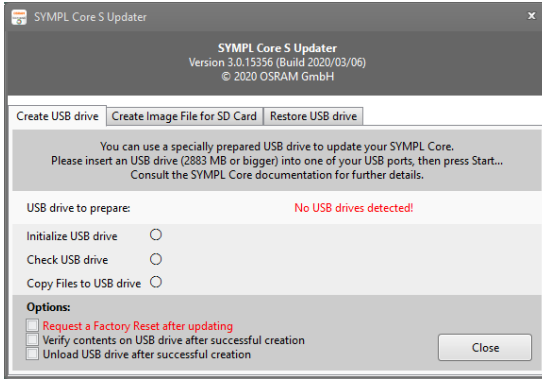 SYMPL Core S Updater
x
SYMPL Core S Updater
Version 3.0.15356 (Build 2020/03/06)
© 2020 OSRAM GmbH
Create USB drive
Create Image File for SD Card
Restore USB drive
You can use a specially prepared USB drive to update your SYMPL Core.
Please insert an USB drive (2883 MB or bigger) into one of your USB ports, then press Start...
Consult the SYMPL Core documentation for further details.
USB drive to prepare:
No USB drives detected!
Initialize USB drive
Check USB drive
Copy Files to USB drive
Options:
Request a Factory Reset after updating
Verify contents on USB drive after successful creation
Unload USB drive after successful creation
Close